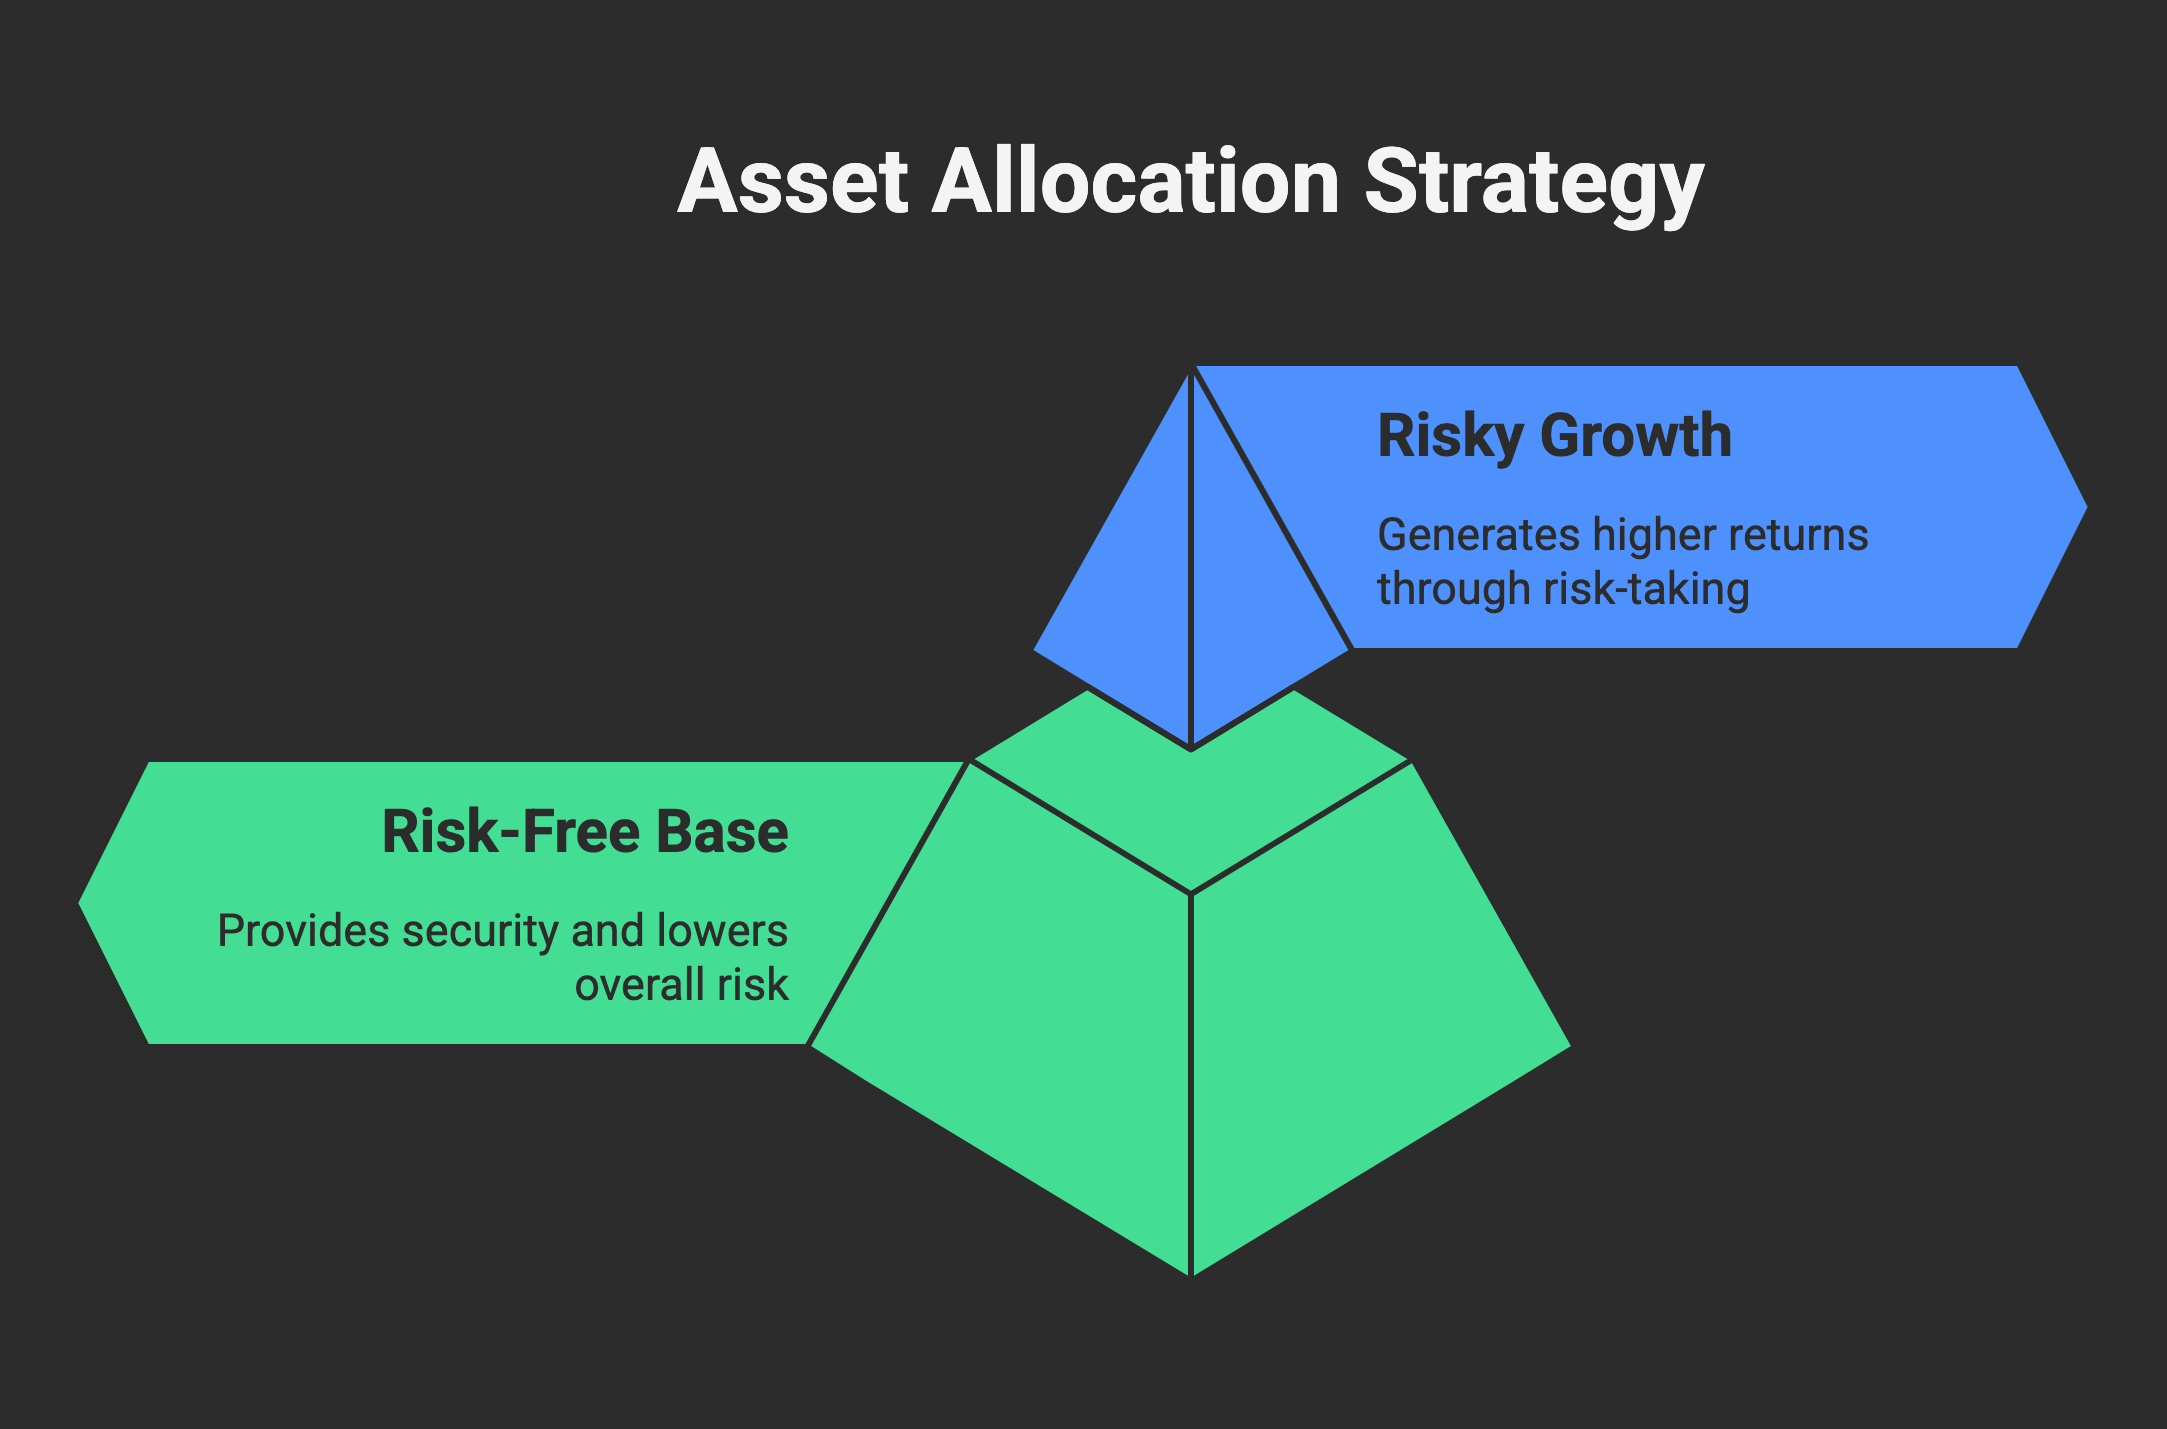 Asset Allocation Strategy
Risky Growth
Generates higher returns
through risk-taking
Risk-Free Base
Provides security and lowers
overall risk